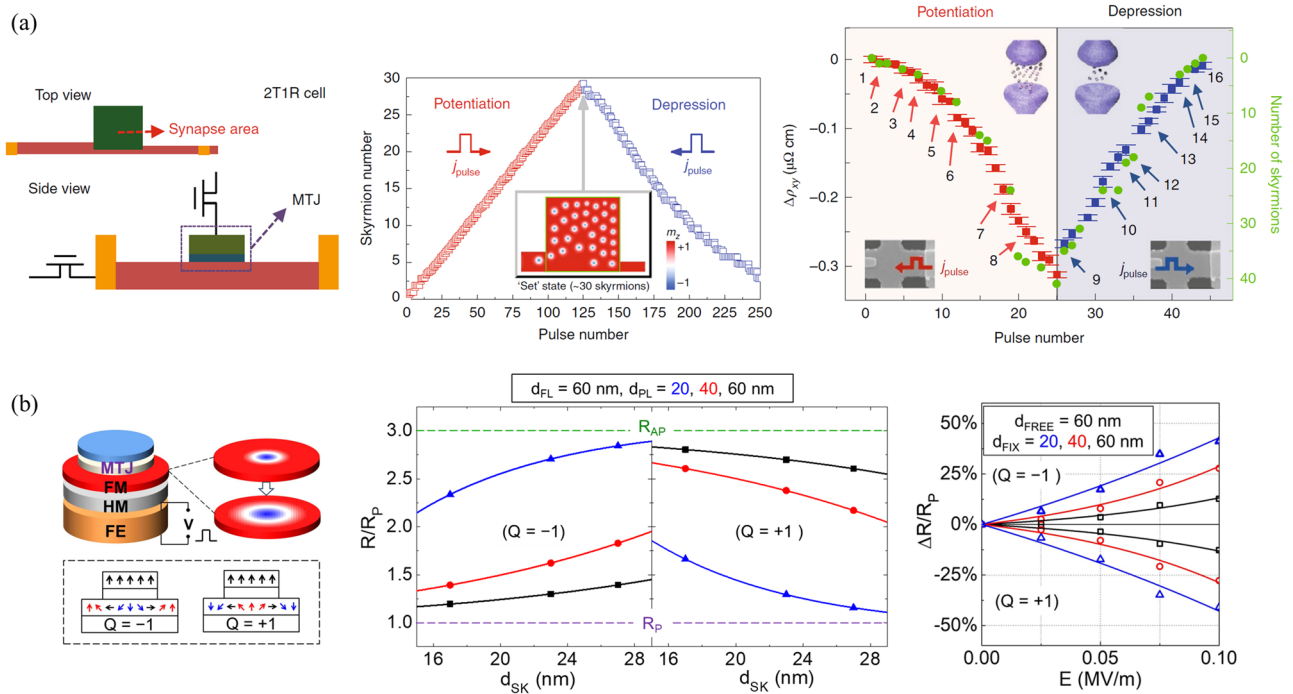 (a)
Top view
2T1R cell
Synapse area
Side view
MTJ
Skyrmion number
30
25
20
15
10
5
0
Potentiation
Depression
jpulse
jpulse
mz
+1
−1
'Set' state (~30 skyrmions)
0 25 50 75 100 125 150 175 200 225 250
Pulse number
Potentiation
Depression
Δρxy (μΩ cm)
0
−0.1
−0.2
−0.3
1
2
3
4
5
6
7
8
9
10
11
12
13
14
15
16
jpulse
jpulse
0
10
20
30
40
Number of skyrmions
0 10 20 30 40
Pulse number
(b)
MTJ
FM
HM
FE
V
Q = −1
Q = +1
dFL = 60 nm, dPL = 20, 40, 60 nm
R/RP
3.0
2.5
2.0
1.5
1.0
RAP
(Q = −1)
(Q = +1)
RP
16 20 24 28 16 20 24 28
dSK (nm)
dSK (nm)
ΔR/RP
50%
25%
0%
-25%
-50%
dFREE = 60 nm
dFIX = 20, 40, 60 nm
(Q = −1)
(Q = +1)
0.00 0.05 0.10
E (MV/m)